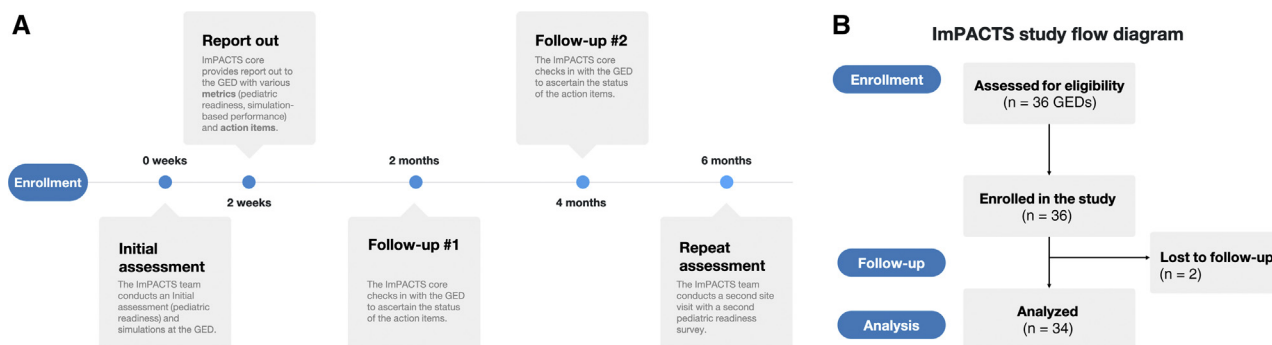 A
Enrollment
0 weeks
Initial
assessment
The ImPACTS team
conducts an Initial
assessment (pediatric
readiness) and
simulations at the GED.
Report out
ImPACTS core
provides report out to
the GED with various
metrics (pediatric
readiness, simulation-
based performance)
and action items.
2 weeks
2 months
Follow-up #1
The ImPACTS core
checks in with the GED
to ascertain the status
of the action items.
Follow-up #2
The ImPACTS core
checks in with the GED
to ascertain the status
of the action items.
4 months
6 months
Repeat
assessment
The ImPACTS team
conducts a second site
visit with a second
pediatric readiness
survey.
B
ImPACTS study flow diagram
Enrollment
Assessed for eligibility
(n = 36 GEDs)
Enrolled in the study
(n = 36)
Follow-up
Lost to follow-up
(n = 2)
Analysis
Analyzed
(n = 34)